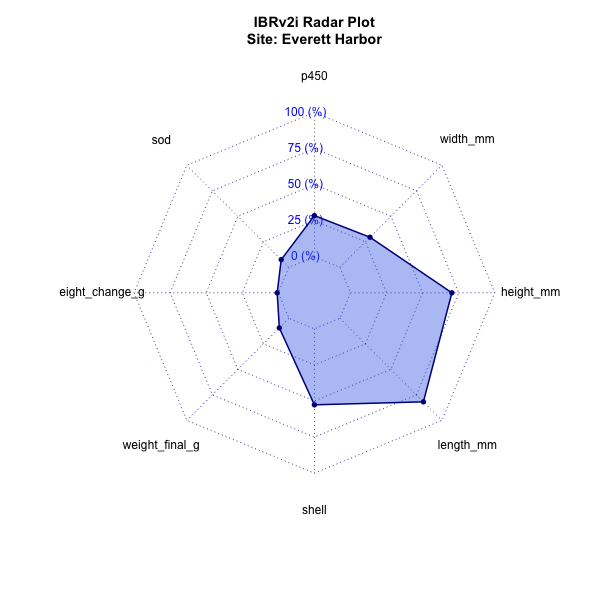 IBRv2i Radar Plot
Site: Everett Harbor
p450
100 (%)
sod
width_mm
75 (%)
50 (%)
25 (%)
0 (%)
eight_change_g
height_mm
weight_final_g
length_mm
shell